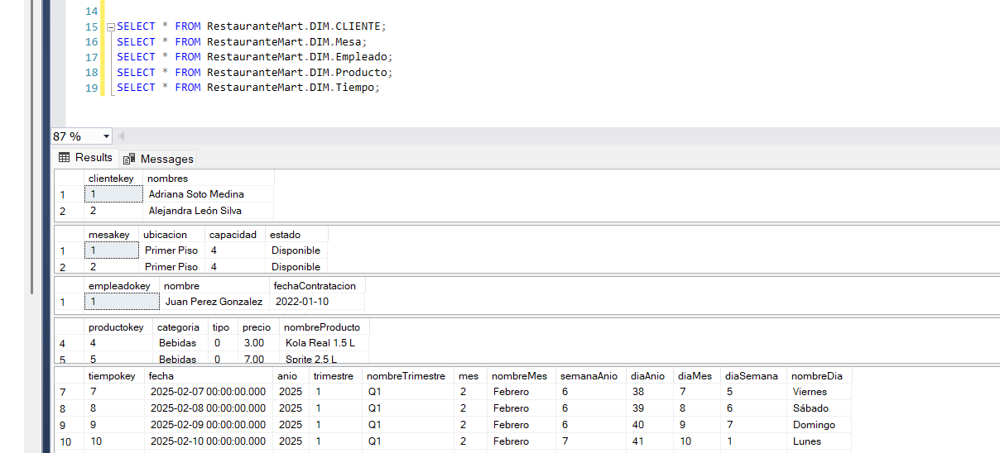 14
15 SELECT * FROM RestauranteMart.DIM.CLIENTE;
16 SELECT * FROM RestauranteMart.DIM.Mesa;
17 SELECT * FROM RestauranteMart.DIM.Empleado;
18 SELECT * FROM RestauranteMart.DIM.Producto;
19 SELECT * FROM RestauranteMart.DIM.Tiempo;
87 %
Results Messages
clientekey nombres
1 1 Adriana Soto Medina
2 2 Alejandra León Silva
mesakey ubicacion capacidad estado
1 1 Primer Piso 4 Disponible
2 2 Primer Piso 4 Disponible
empleadokey nombre fechaContratacion
1 1 Juan Perez Gonzalez 2022-01-10
productokey categoria tipo precio nombreProducto
4 4 Bebidas 0 3.00 Kola Real 1.5 L
5 5 Bebidas 0 7.00 Sprite 2.5 L
tiempokey fecha anio trimestre nombreTrimestre mes nombreMes semanaAnio diaAnio diaMes diaSemana nombreDia
7 7 2025-02-07 00:00:00.000 2025 1 Q1 2 Febrero 6 38 7 5 Viernes
8 8 2025-02-08 00:00:00.000 2025 1 Q1 2 Febrero 6 39 8 6 Sábado
9 9 2025-02-09 00:00:00.000 2025 1 Q1 2 Febrero 6 40 9 7 Domingo
10 10 2025-02-10 00:00:00.000 2025 1 Q1 2 Febrero 7 41 10 1 Lunes